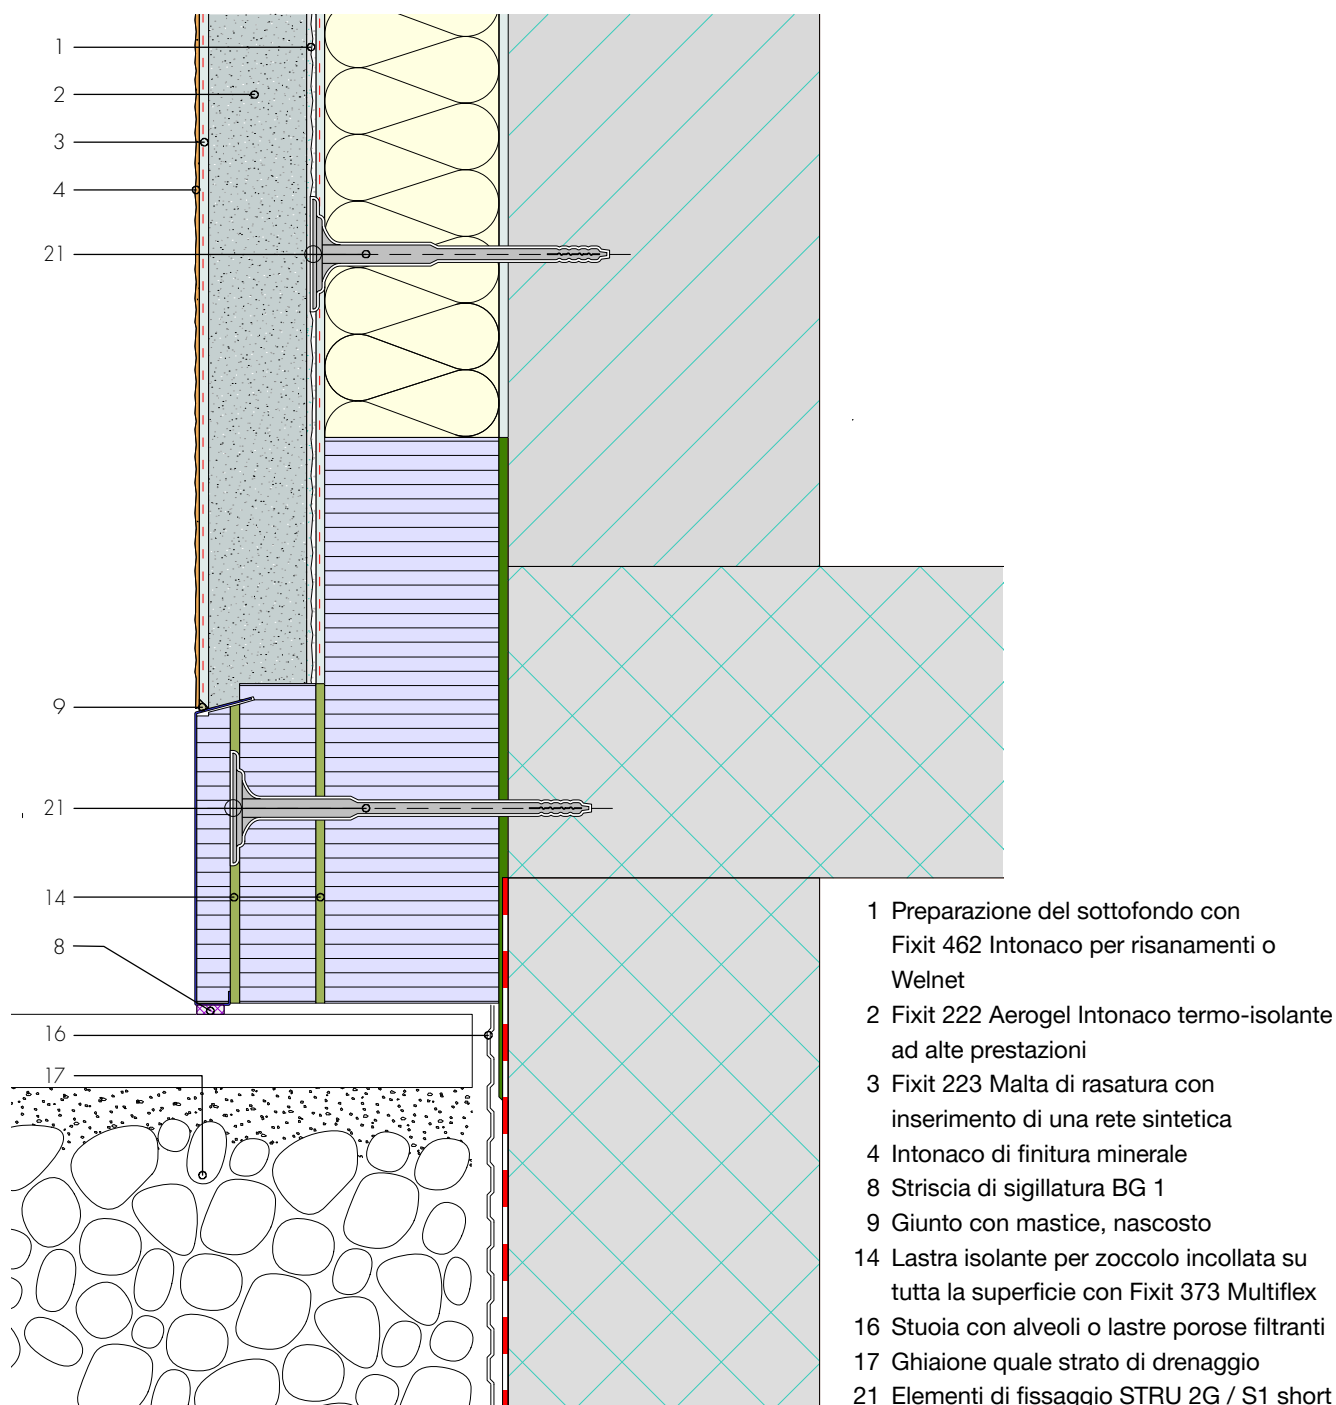 1
2
3
4
21
9
21
14
8
16
17
1 Preparazione del sottofondo con
Fixit 462 Intonaco per risanamenti o
Welnet
2 Fixit 222 Aerogel Intonaco termo-isolante
ad alte prestazioni
3 Fixit 223 Malta di rasatura con
inserimento di una rete sintetica
4 Intonaco di finitura minerale
8 Striscia di sigillatura BG 1
9 Giunto con mastice, nascosto
14 Lastra isolante per zoccolo incollata su
tutta la superficie con Fixit 373 Multiflex
16 Stuoia con alveoli o lastre porose filtranti
17 Ghiaione quale strato di drenaggio
21 Elementi di fissaggio STRU 2G / S1 short